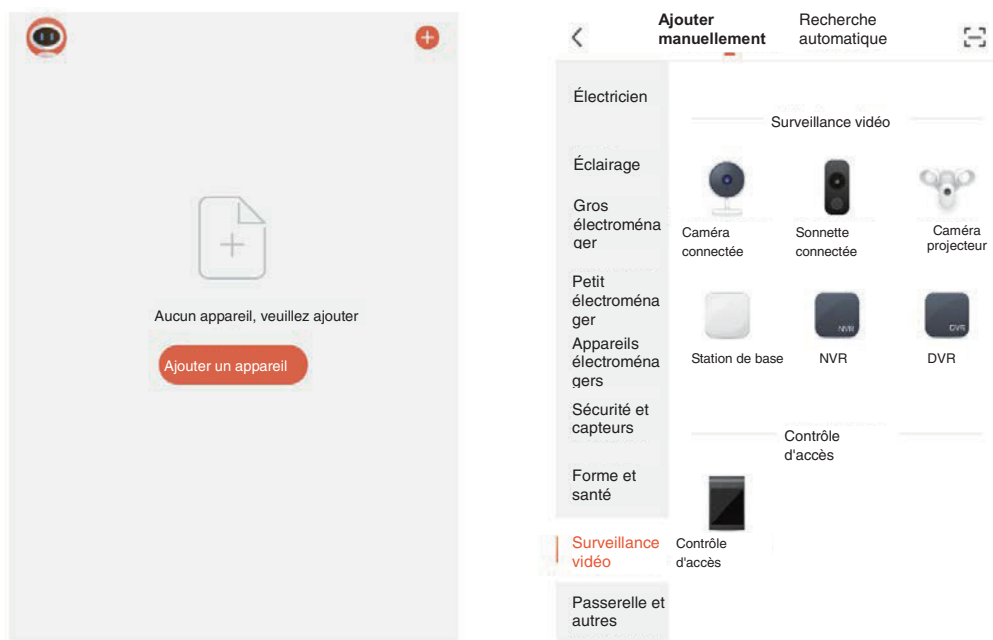 Aucun appareil, veuillez ajouter
Ajouter un appareil
Ajouter
manuellement
Recherche
automatique
Électricien
Éclairage
Gros
électroména
ger
Petit
électroména
ger
Appareils
électroména
gers
Sécurité et
capteurs
Forme et
santé
Surveillance
vidéo
Passerelle et
autres
Surveillance vidéo
Caméra
connectée
Sonnette
connectée
Caméra
projecteur
Station de base
NVR
NVR
DVR
DVR
Contrôle
d'accès
Contrôle
d'accès